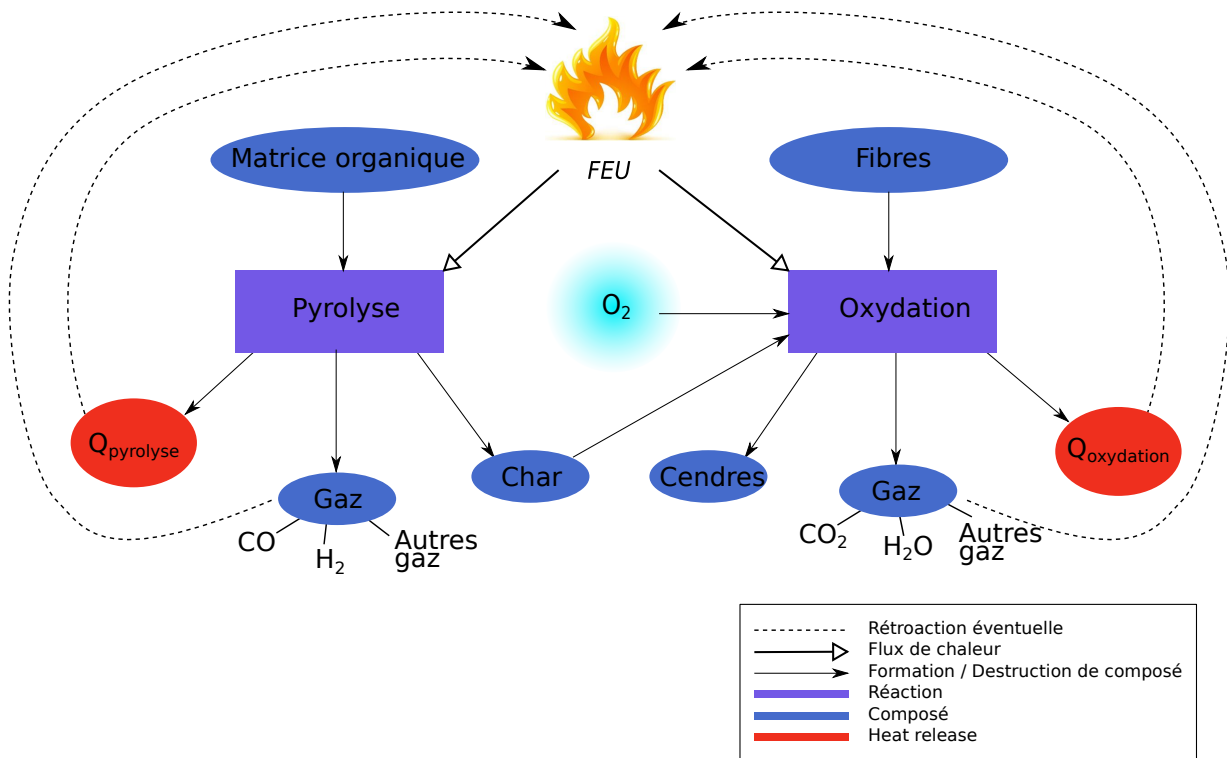 Matrice organique
FEU
Fibres
Pyrolyse
O₂
Oxydation
Qpyrolyse
Gaz
Char
Cendres
Gaz
Qoxydation
CO
H₂
Autres
gaz
CO₂
H₂O
Autres
gaz
Rétroaction éventuelle
Flux de chaleur
Formation / Destruction de composé
Réaction
Composé
Heat release